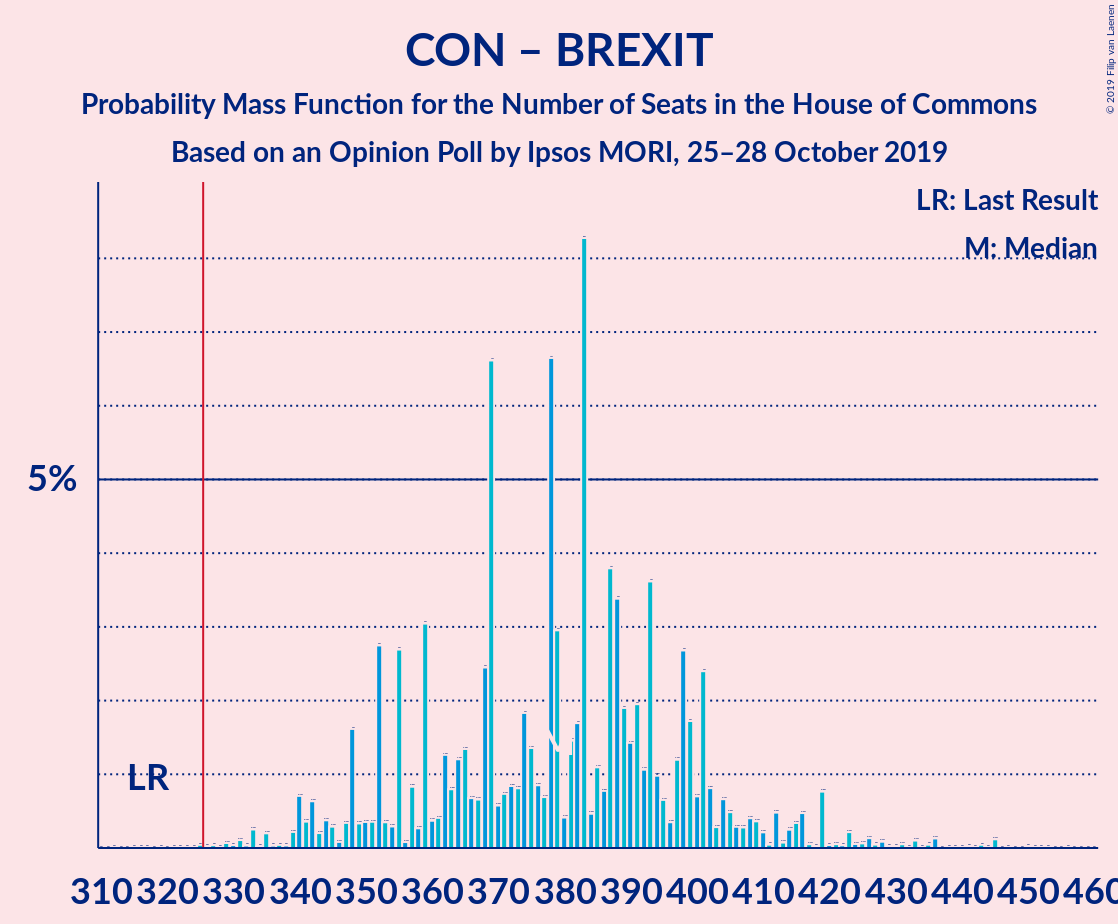 CON – BREXIT
Probability Mass Function for the Number of Seats in the House of Commons
Based on an Opinion Poll by Ipsos MORI, 25–28 October 2019
© 2019 Filip van Laenen
LR: Last Result
M: Median
5%
LR
310 320 330 340 350 360 370 380 390 400 410 420 430 440 450 460